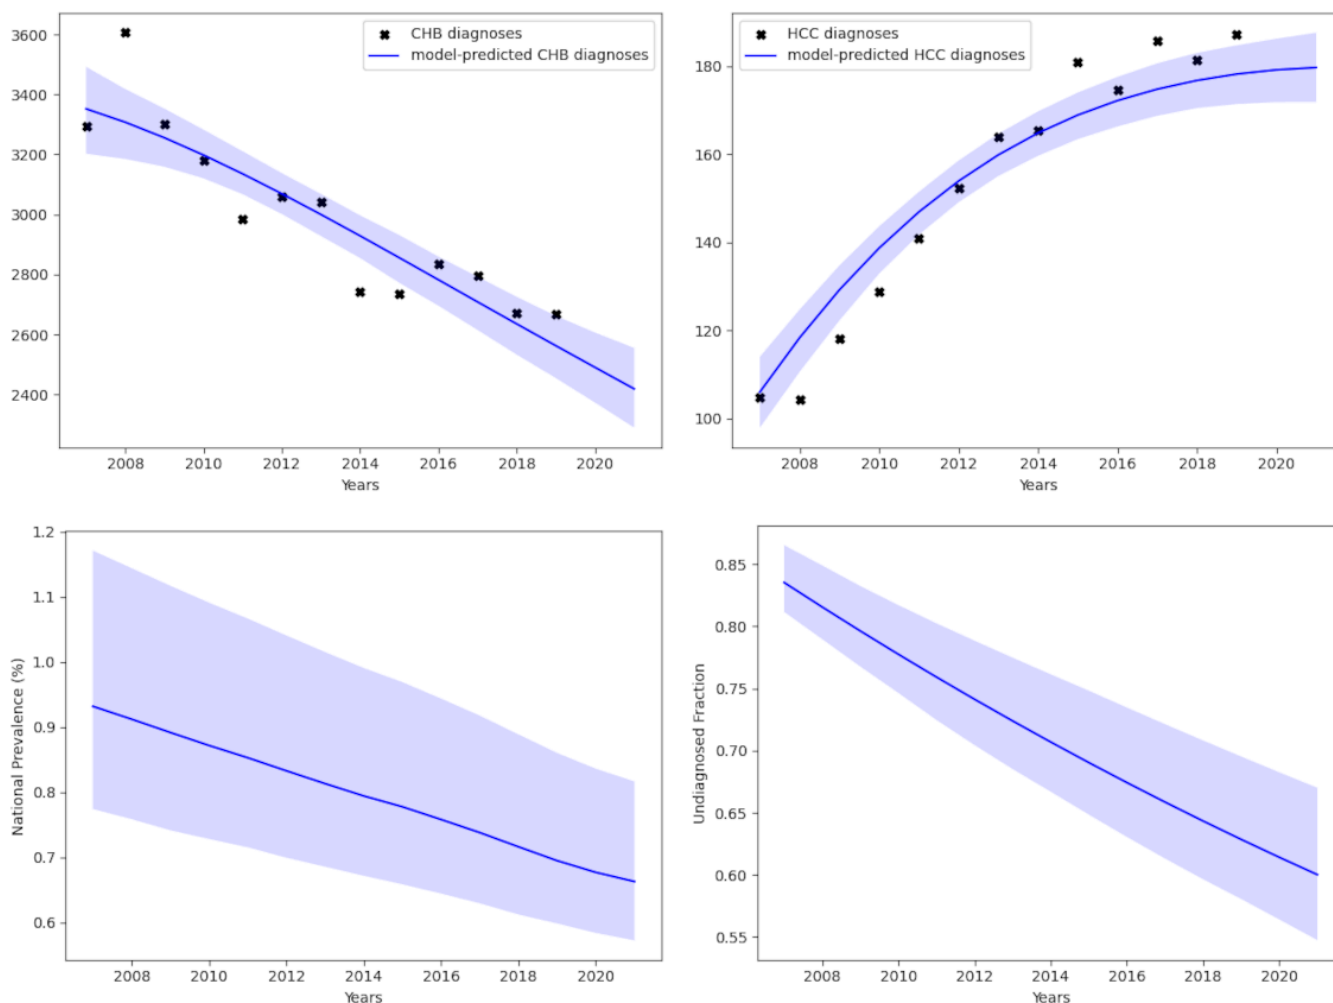 3600
3400
3200
3000
2800
2600
2400
CHB diagnoses
model-predicted CHB diagnoses
2008 2010 2012 2014 2016 2018 2020
Years
180
160
140
120
100
HCC diagnoses
model-predicted HCC diagnoses
2008 2010 2012 2014 2016 2018 2020
Years
National Prevalence (%)
1.2
1.1
1.0
0.9
0.8
0.7
0.6
2008 2010 2012 2014 2016 2018 2020
Years
Undiagnosed Fraction
0.85
0.80
0.75
0.70
0.65
0.60
0.55
2008 2010 2012 2014 2016 2018 2020
Years